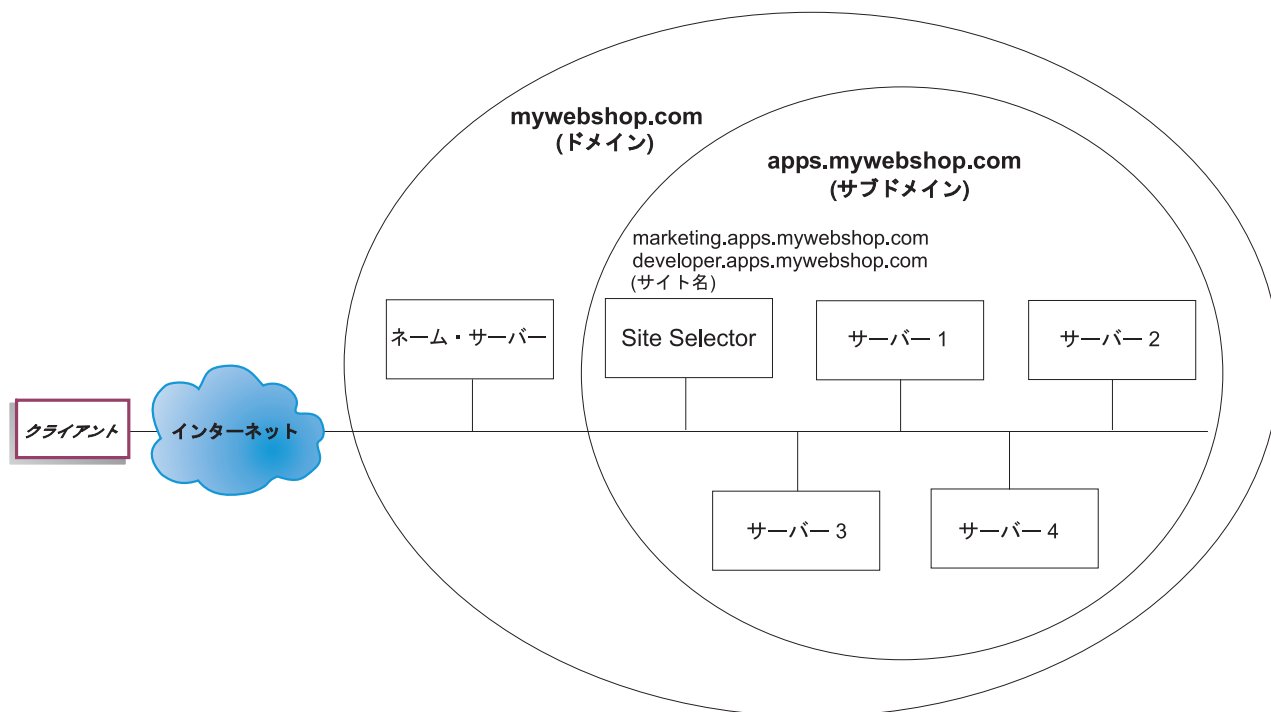 mywebshop.com
(ドメイン)
apps.mywebshop.com
(サブドメイン)
marketing.apps.mywebshop.com
developer.apps.mywebshop.com
(サイト名)
ネーム・サーバー
Site Selector
サーバー 1
サーバー 2
クライアント
インターネット
サーバー 3
サーバー 4